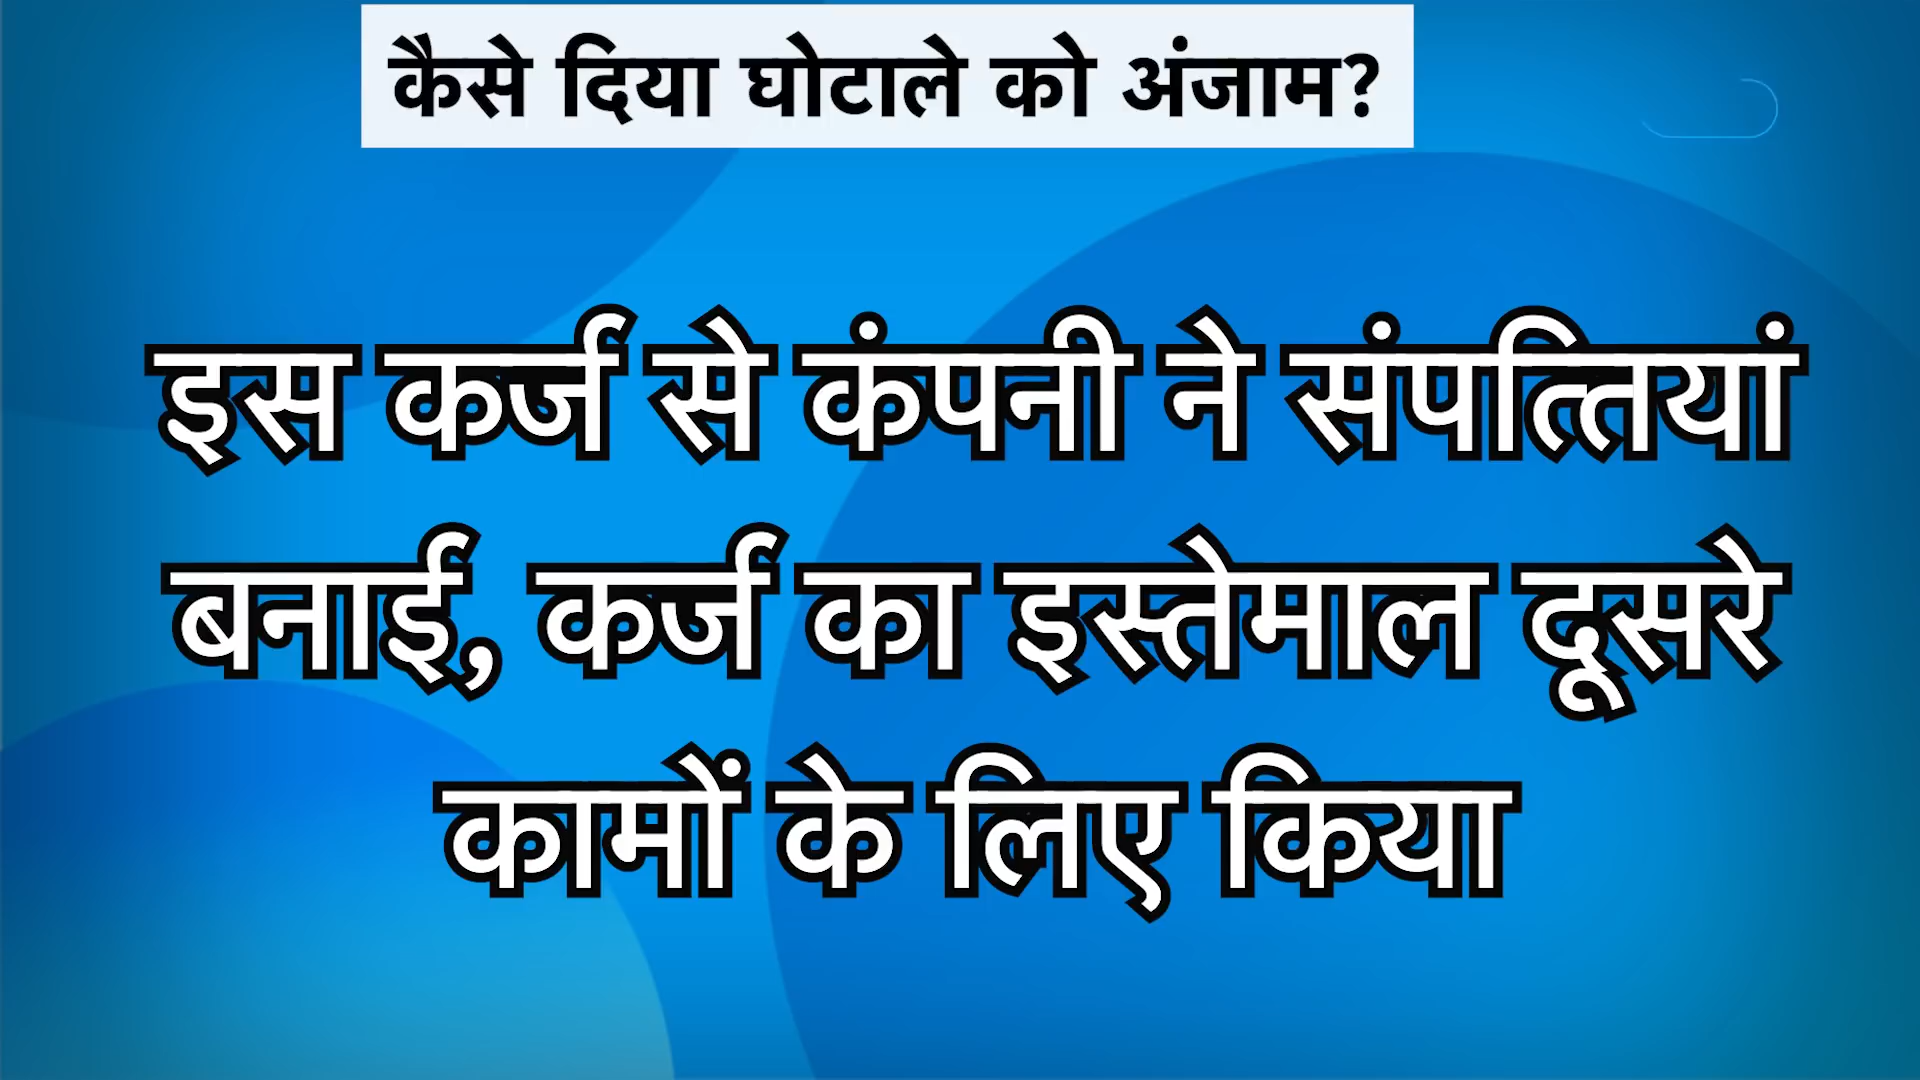 कैसे दिया घोटाले को अंजाम?
इस कर्ज से कंपनी ने संपत्तियां
बनाई, कर्ज का इस्तेमाल दूसरे
कामों के लिए किया